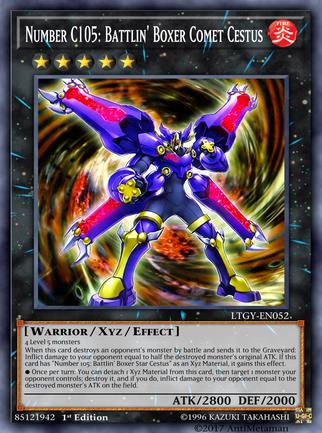 Number C105: Battlin' Boxer Comet Cestus
FIRE
炎
LTGY-EN052
[Warrior / Xyz / Effect]
4 Level 5 monsters
When this card destroys an opponent's monster by battle and sends it to the Graveyard:
Inflict damage to your opponent equal to half the destroyed monster's original ATK. If this
card has "Number 105: Battlin' Boxer Star Cestus" as an Xyz Material, it gains this effect.
● Once per turn: You can detach 1 Xyz Material from this card, then target 1 monster your
opponent controls; destroy it, and if you do, inflict damage to your opponent equal to the
destroyed monster's ATK on the field.
ATK/2800 DEF/2000
85121942 1st Edition ©1996 KAZUKI TAKAHASHI
©2017 AntiMetaman